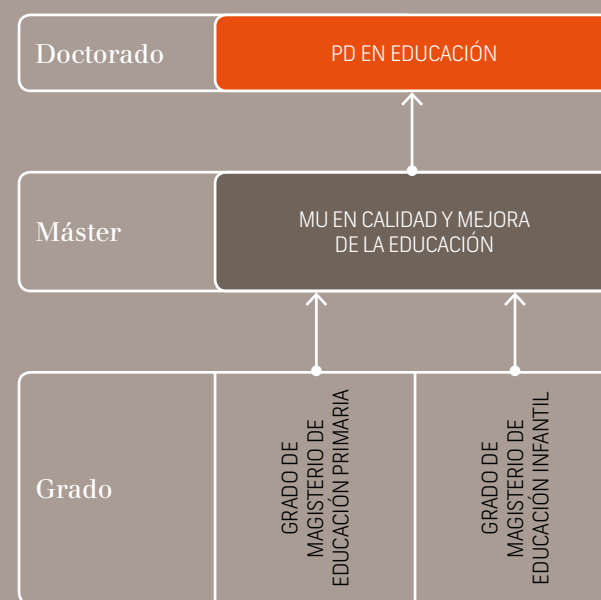 Doctorado
PD EN EDUCACIÓN
Máster
MU EN CALIDAD Y MEJORA
DE LA EDUCACIÓN
Grado
GRADO DE
MAGISTERIO DE
EDUCACIÓN PRIMARIA
GRADO DE
MAGISTERIO DE
EDUCACIÓN INFANTIL